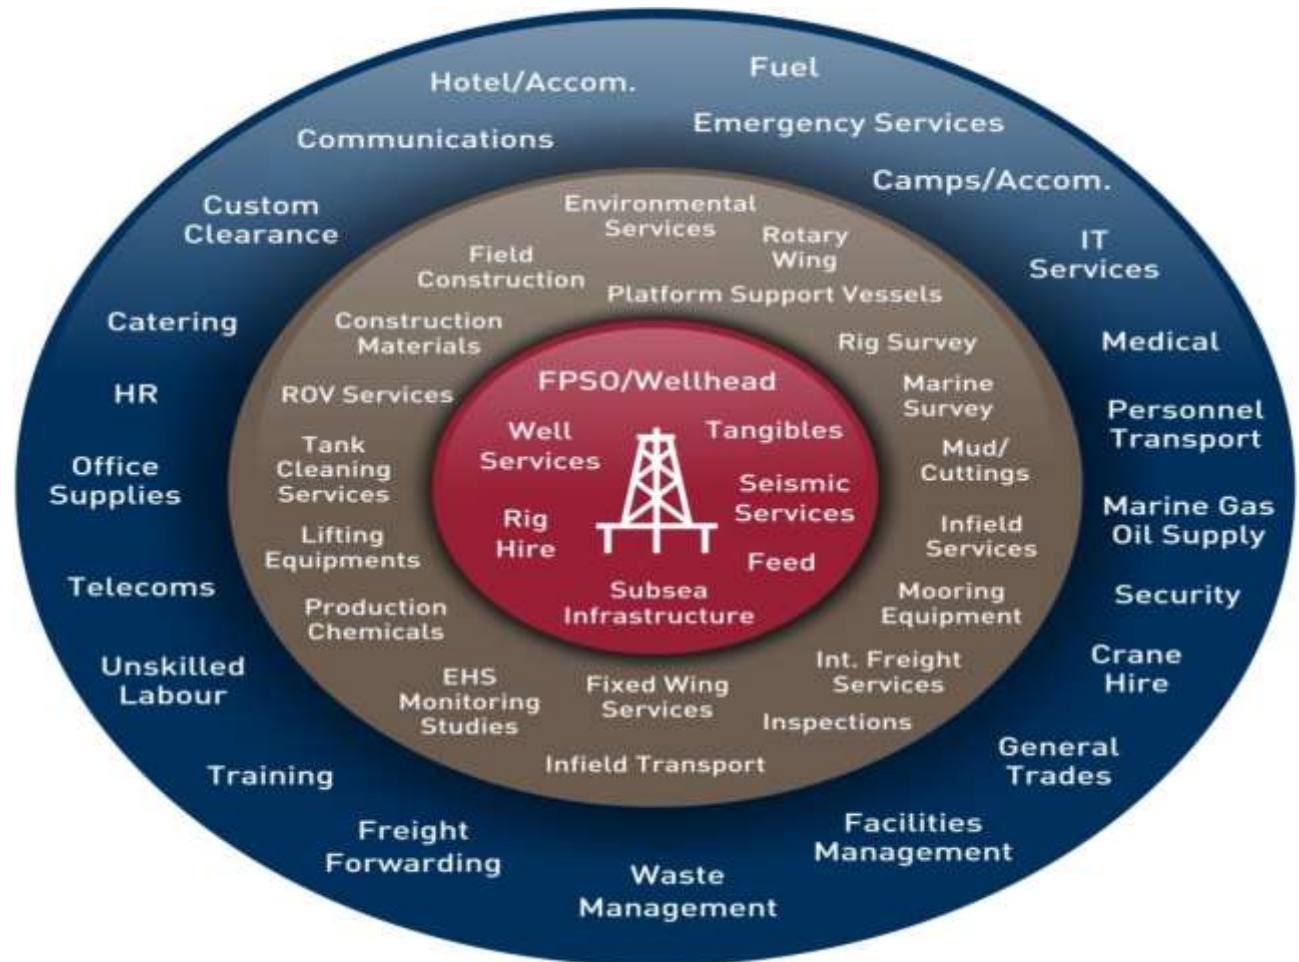 Hotel/Accom.
Fuel
Communications
Emergency Services
Camps/Accom.
Custom
Clearance
IT
Services
Catering
Medical
HR
Personnel
Transport
Office
Supplies
Marine Gas
Oil Supply
Telecoms
Security
Unskilled
Labour
Crane
Hire
Training
General
Trades
Freight
Forwarding
Facilities
Management
Waste
Management
Environmental
Services
Rotary
Wing
Field
Construction
Platform Support Vessels
Construction
Materials
Rig Survey
ROV Services
Marine
Survey
Tank
Cleaning
Services
Mud/
Cuttings
Lifting
Equipments
Infield
Services
Production
Chemicals
Mooring
Equipment
EHS
Monitoring
Studies
Fixed Wing
Services
Int. Freight
Services
Inspections
Infield Transport
FPSO/Wellhead
Well
Services
Tangibles
Seismic
Services
Rig
Hire
Feed
Subsea
Infrastructure